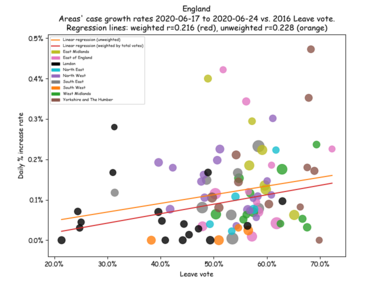 England
Areas' case growth rates 2020-06-17 to 2020-06-24 vs. 2016 Leave vote.
Regression lines: weighted r=0.216 (red), unweighted r=0.228 (orange)
Linear regression (unweighted)
Linear regression (weighted by total votes)
East Midlands
East of England
London
North East
North West
South East
South West
West Midlands
Yorkshire and The Humber
Daily % increase rate
0.5%
0.4%
0.3%
0.2%
0.1%
0.0%
20.0%
30.0%
40.0%
50.0%
60.0%
70.0%
Leave vote